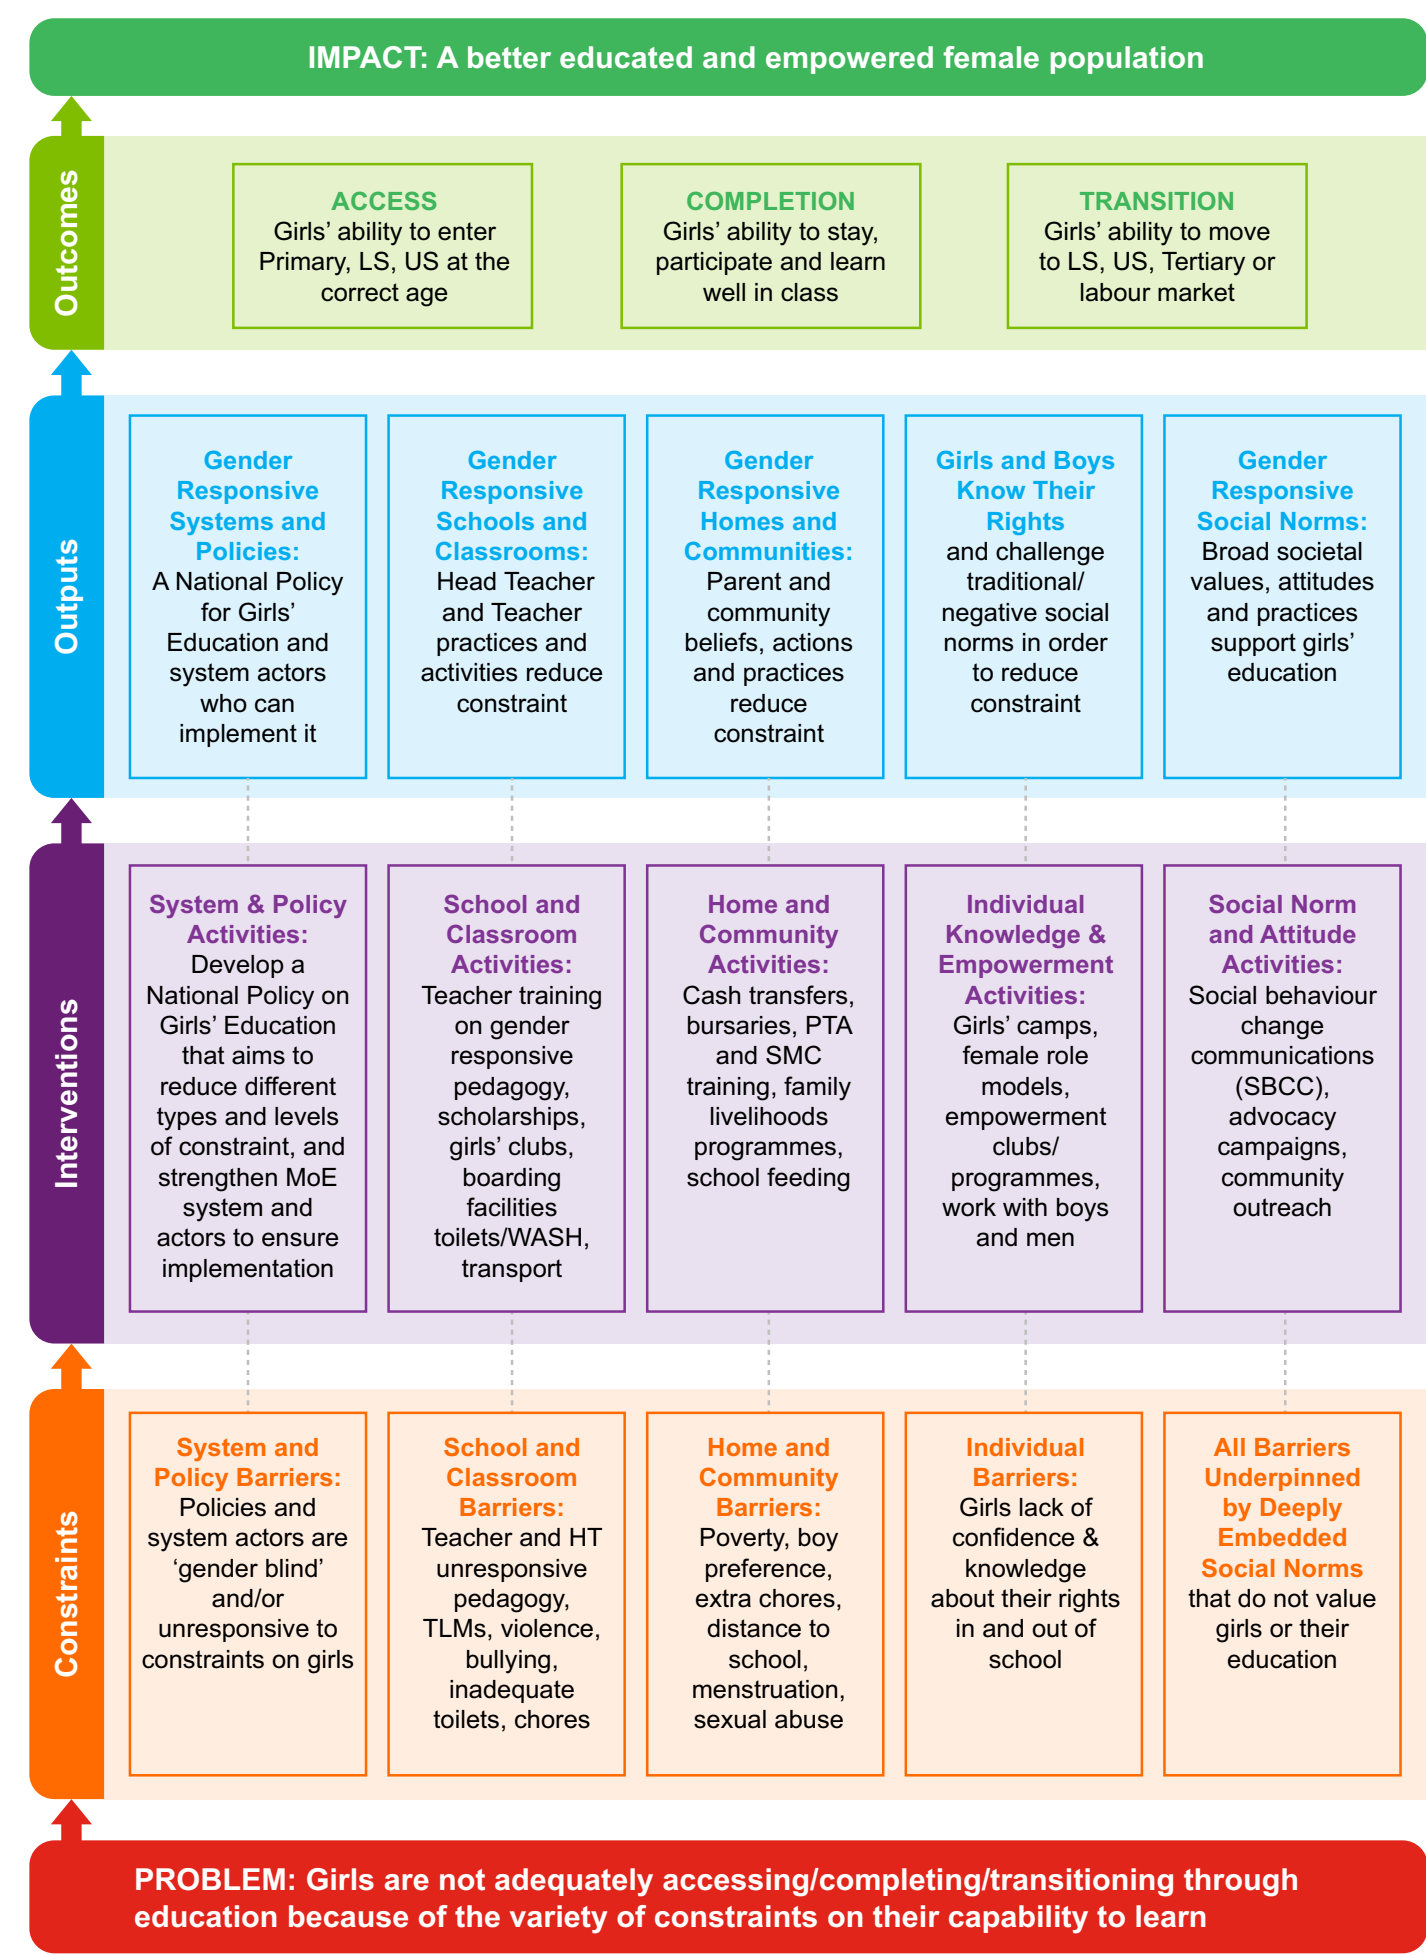 IMPACT: A better educated and empowered female population
Outcomes
ACCESS
Girls’ ability to enter
Primary, LS, US at the
correct age
COMPLETION
Girls’ ability to stay,
participate and learn
well in class
TRANSITION
Girls’ ability to move
to LS, US, Tertiary or
labour market
Outputs
Gender
Responsive
Systems and
Policies:
A National Policy
for Girls’
Education and
system actors
who can
implement it
Gender
Responsive
Schools and
Classrooms:
Head Teacher
and Teacher
practices and
activities reduce
constraint
Gender
Responsive
Homes and
Communities:
Parent and
community
beliefs, actions
and practices
reduce
constraint
Girls and Boys
Know Their
Rights
and challenge
traditional/
negative social
norms in order
to reduce
constraint
Gender
Responsive
Social Norms:
Broad societal
values, attitudes
and practices
support girls’
education
Interventions
System & Policy
Activities:
Develop a
National Policy on
Girls’ Education
that aims to
reduce different
types and levels
of constraint, and
strengthen MoE
system and
actors to ensure
implementation
School and
Classroom
Activities:
Teacher training
on gender
responsive
pedagogy,
scholarships,
girls’ clubs,
boarding
facilities
toilets/WASH,
transport
Home and
Community
Activities:
Cash transfers,
bursaries, PTA
and SMC
training, family
livelihoods
programmes,
school feeding
Individual
Knowledge &
Empowerment
Activities:
Girls’ camps,
female role
models,
empowerment
clubs/
programmes,
work with boys
and men
Social Norm
and Attitude
Activities:
Social behaviour
change
communications
(SBCC),
advocacy
campaigns,
community
outreach
Constraints
System and
Policy Barriers:
Policies and
system actors are
‘gender blind’
and/or
unresponsive to
constraints on girls
School and
Classroom
Barriers:
Teacher and HT
unresponsive
pedagogy,
TLMs, violence,
bullying,
inadequate
toilets, chores
Home and
Community
Barriers:
Poverty, boy
preference,
extra chores,
distance to
school,
menstruation,
sexual abuse
Individual
Barriers:
Girls lack of
confidence &
knowledge
about their rights
in and out of
school
All Barriers
Underpinned
by Deeply
Embedded
Social Norms
that do not value
girls or their
education
PROBLEM: Girls are not adequately accessing/completing/transitioning through
education because of the variety of constraints on their capability to learn